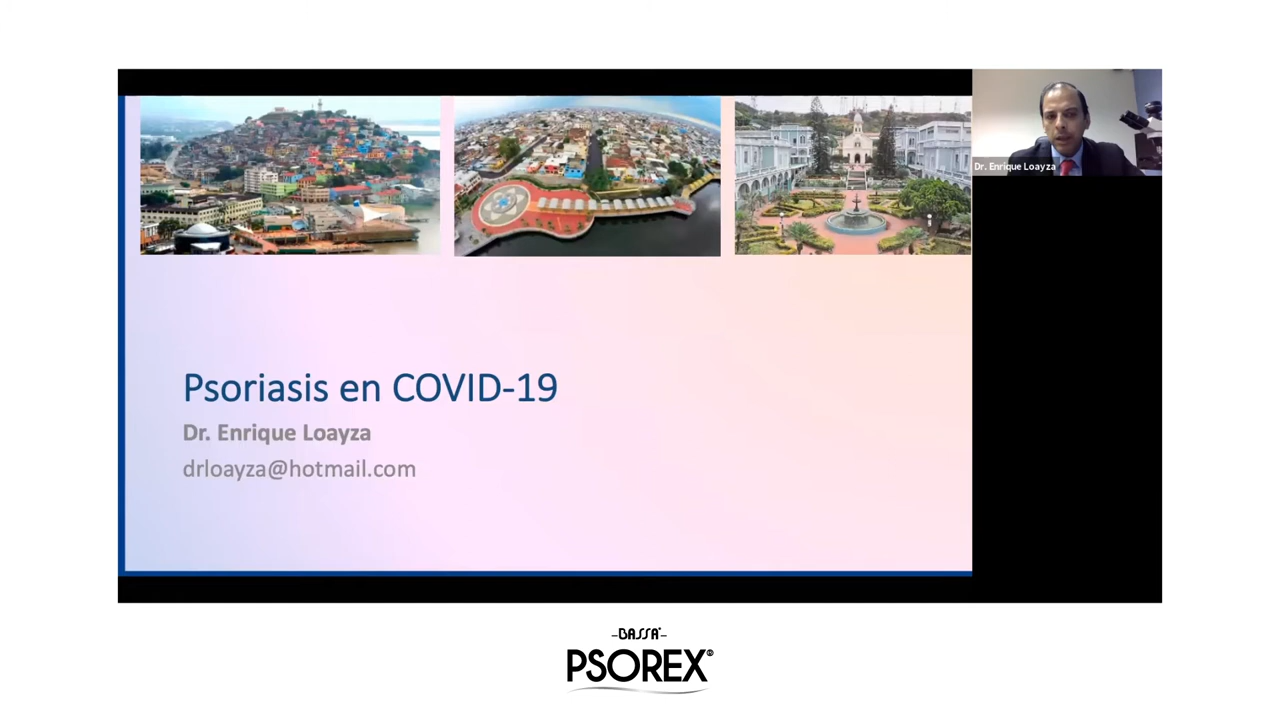 Dr. Enrique Loayza
Psoriasis en COVID-19
Dr. Enrique Loayza
drloayza@hotmail.com
BASSA
PSOREX®